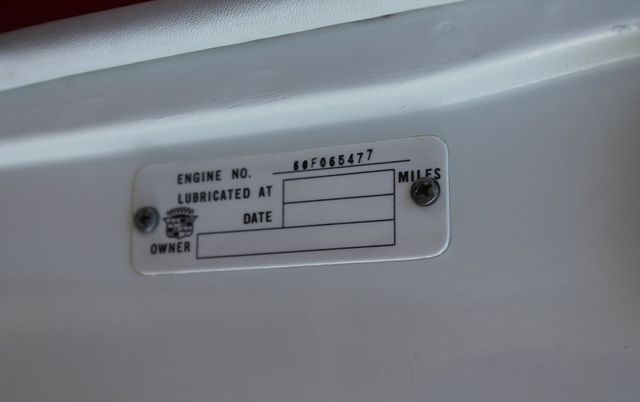 ENGINE NO. 60F065477
LUBRICATED AT MILES
DATE
OWNER